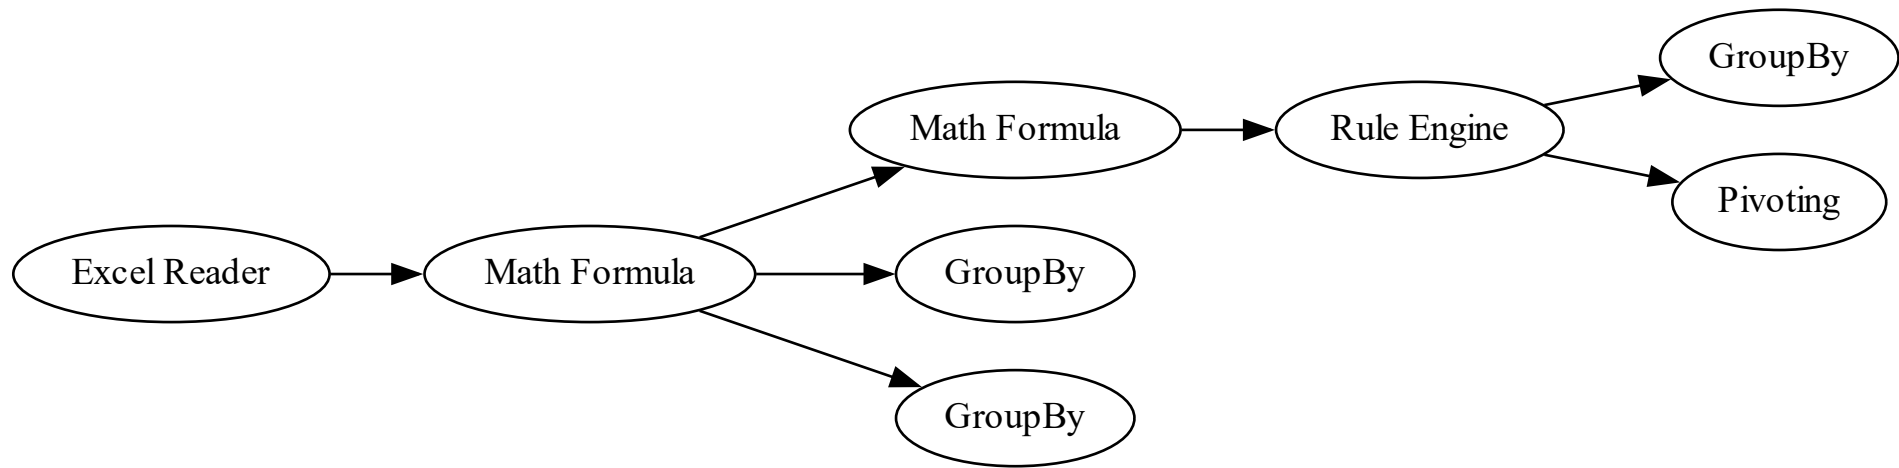 GroupBy
Math Formula
Rule Engine
Pivoting
Excel Reader
Math Formula
GroupBy
GroupBy